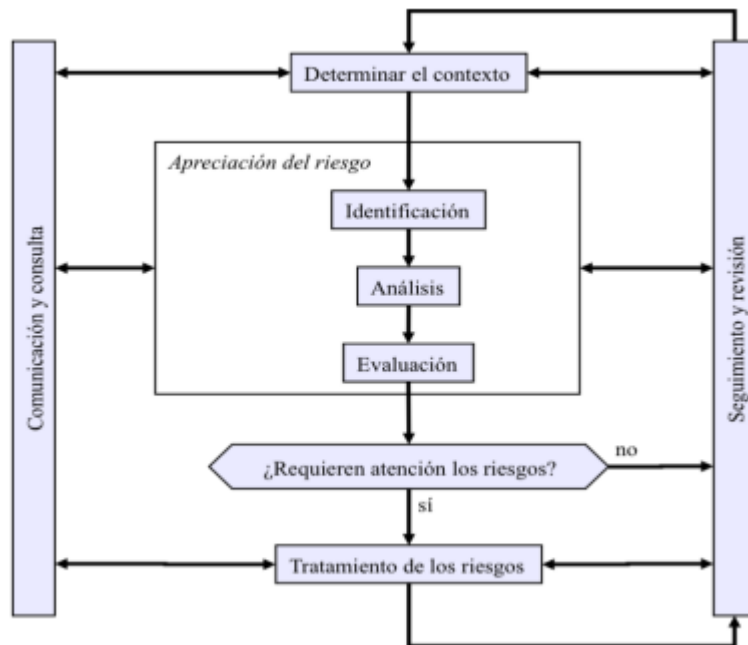 Determinar el contexto
Apreciación del riesgo
Identificación
Análisis
Evaluación
¿Requieren atención los riesgos?
no
sí
Tratamiento de los riesgos
Comunicación y consulta
Seguimiento y revisión